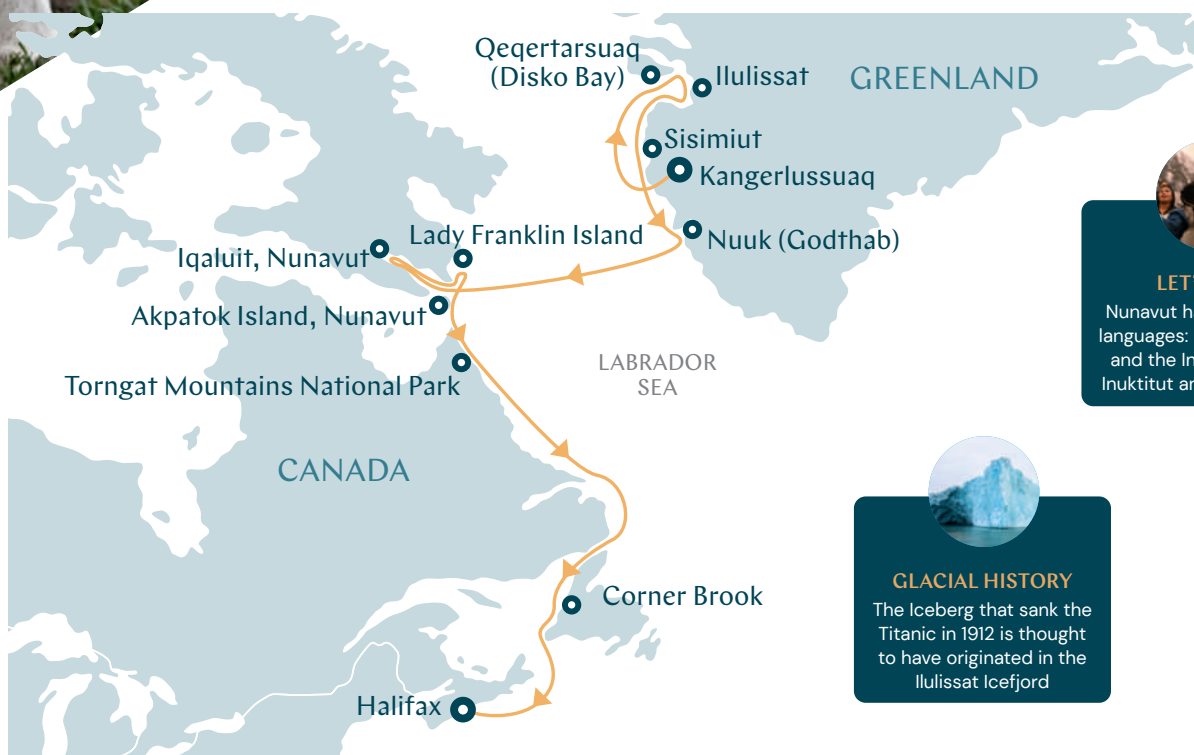 Qeqertarsuaq
(Disko Bay)
Ilulissat
GREENLAND
Sisimiut
Kangerlussuaq
Lady Franklin Island
Nuuk (Godthab)
Iqaluit, Nunavut
Akpatok Island, Nunavut
LABRADOR
SEA
Torngat Mountains National Park
CANADA
Corner Brook
Halifax
LET
Nunavut h
languages:
and the In
Inuktitut ar
GLACIAL HISTORY
The Iceberg that sank the
Titanic in 1912 is thought
to have originated in the
Ilulissat Icefjord